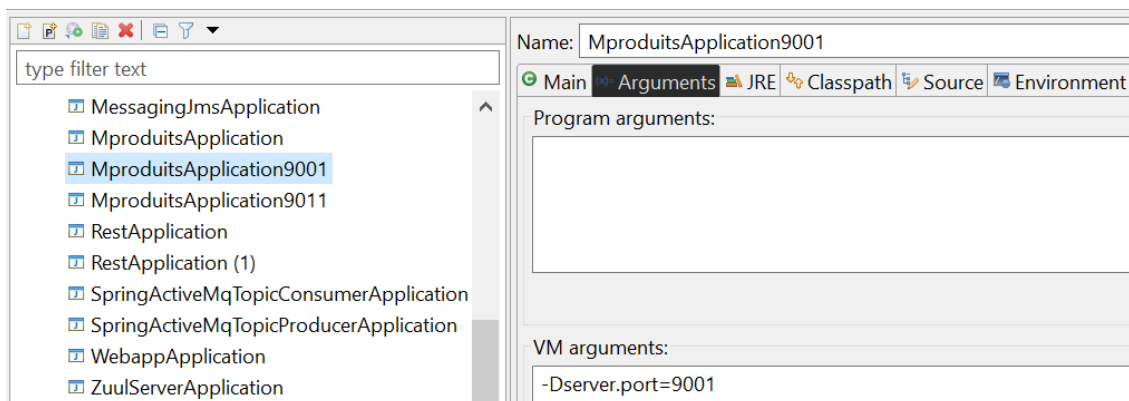 type filter text
MessagingJmsApplication
MproduitsApplication
MproduitsApplication9001
MproduitsApplication9011
RestApplication
RestApplication (1)
SpringActiveMqTopicConsumerApplication
SpringActiveMqTopicProducerApplication
WebappApplication
ZuulServerApplication
Name: MproduitsApplication9001
Main (x)= Arguments JRE Classpath Source Environment
Program arguments:
VM arguments:
-Dserver.port=9001